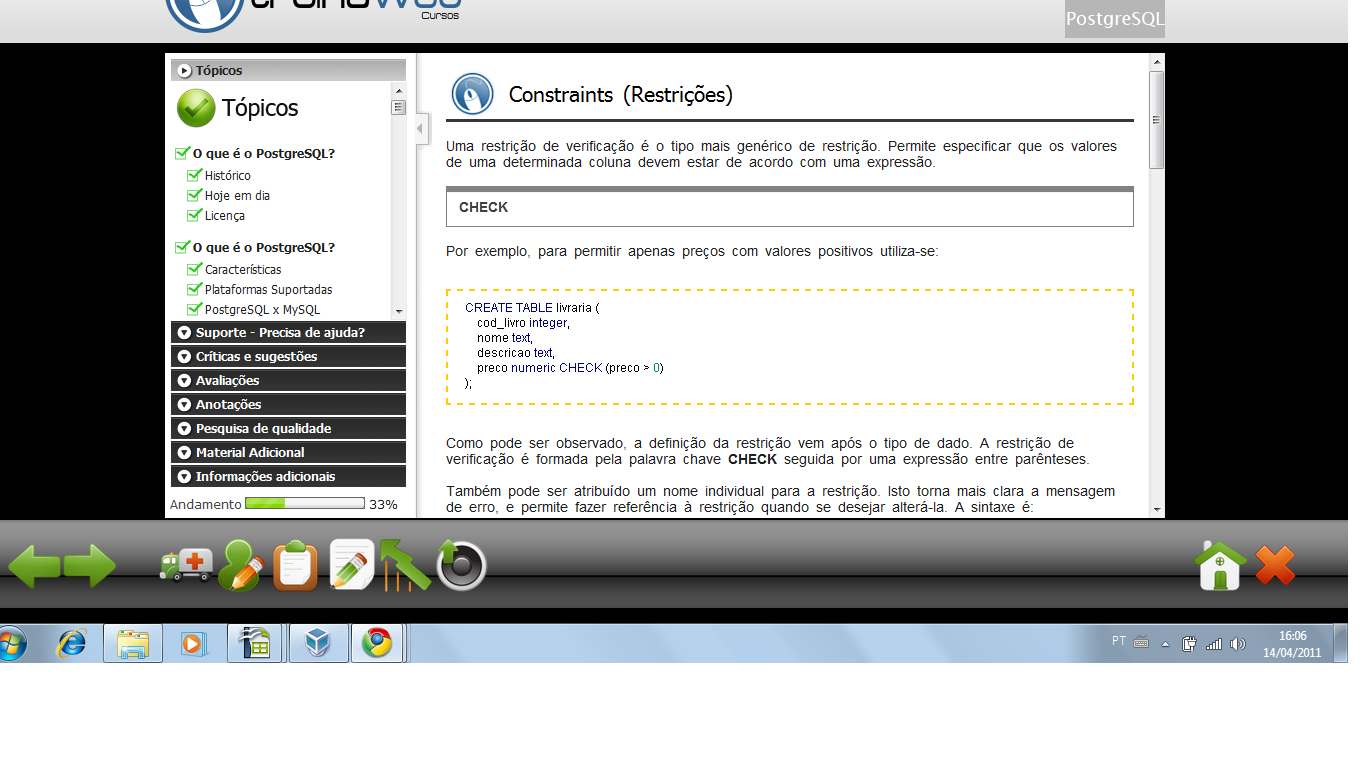 Cursos
PostgreSQL
Tópicos
Tópicos
O que é o PostgreSQL?
Histórico
Hoje em dia
Licença
O que é o PostgreSQL?
Características
Plataformas Suportadas
PostgreSQL x MySQL
Suporte - Precisa de ajuda?
Críticas e sugestões
Avaliações
Anotações
Pesquisa de qualidade
Material Adicional
Informações adicionais
Andamento 33%
Constraints (Restrições)
Uma restrição de verificação é o tipo mais genérico de restrição. Permite especificar que os valores
de uma determinada coluna devem estar de acordo com uma expressão.
CHECK
Por exemplo, para permitir apenas preços com valores positivos utiliza-se:
CREATE TABLE livraria (
cod_livro integer,
nome text,
descricao text,
preco numeric CHECK (preco > 0)
);
Como pode ser observado, a definição da restrição vem após o tipo de dado. A restrição de
verificação é formada pela palavra chave CHECK seguida por uma expressão entre parênteses.
Também pode ser atribuído um nome individual para a restrição. Isto torna mais clara a mensagem
de erro, e permite fazer referência à restrição quando se desejar alterá-la. A sintaxe é:
PT
16:06
14/04/2011